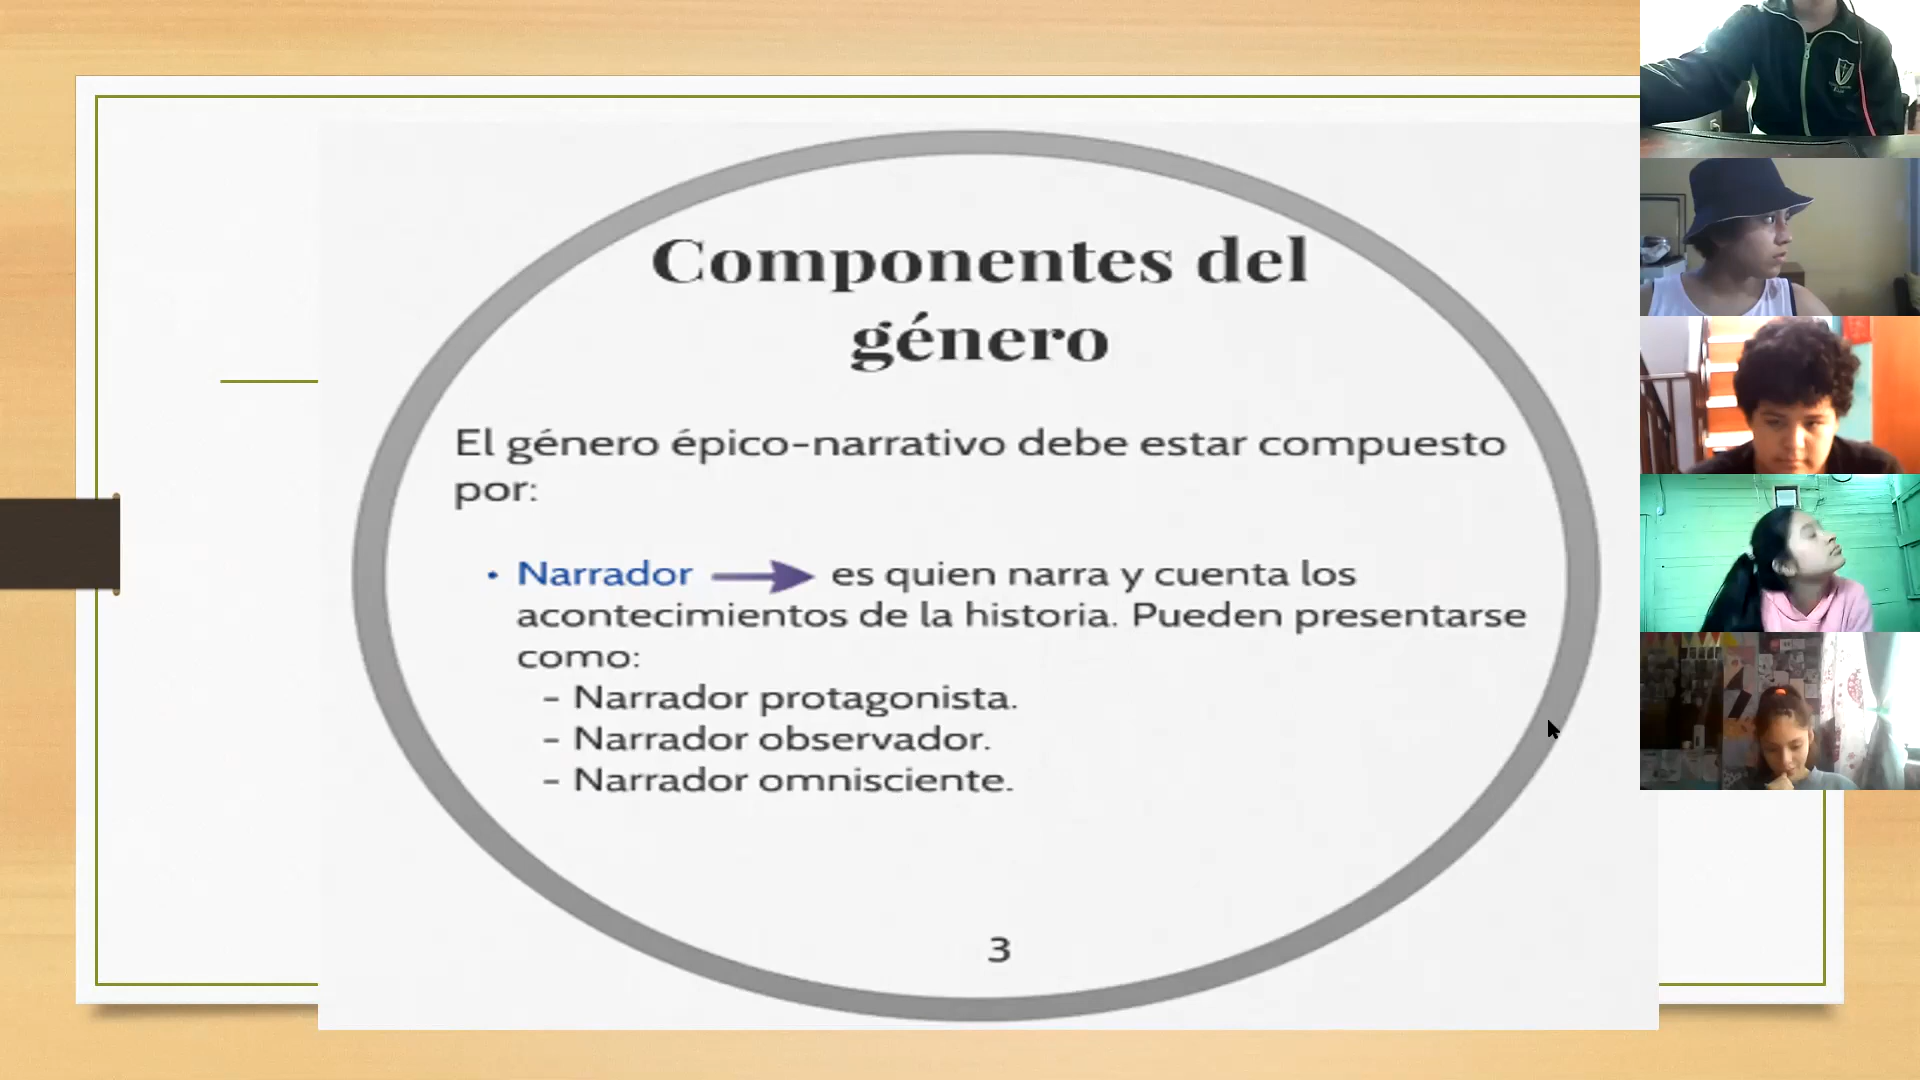 Componentes del
género
El género épico-narrativo debe estar compuesto
por:
• Narrador es quien narra y cuenta los
acontecimientos de la historia. Pueden presentarse
como:
- Narrador protagonista.
- Narrador observador.
- Narrador omnisciente.
3